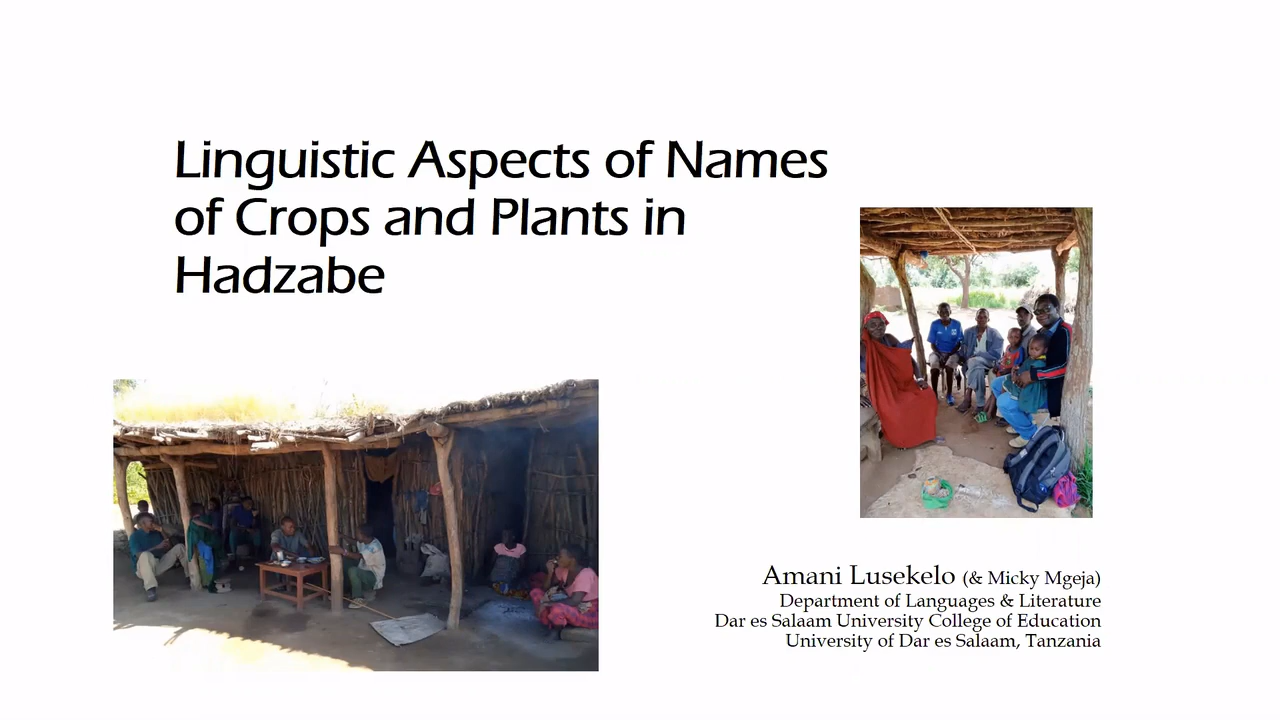 Linguistic Aspects of Names
of Crops and Plants in
Hadzabe
Amani Lusekelo (& Micky Mgeja)
Department of Languages & Literature
Dar es Salaam University College of Education
University of Dar es Salaam, Tanzania